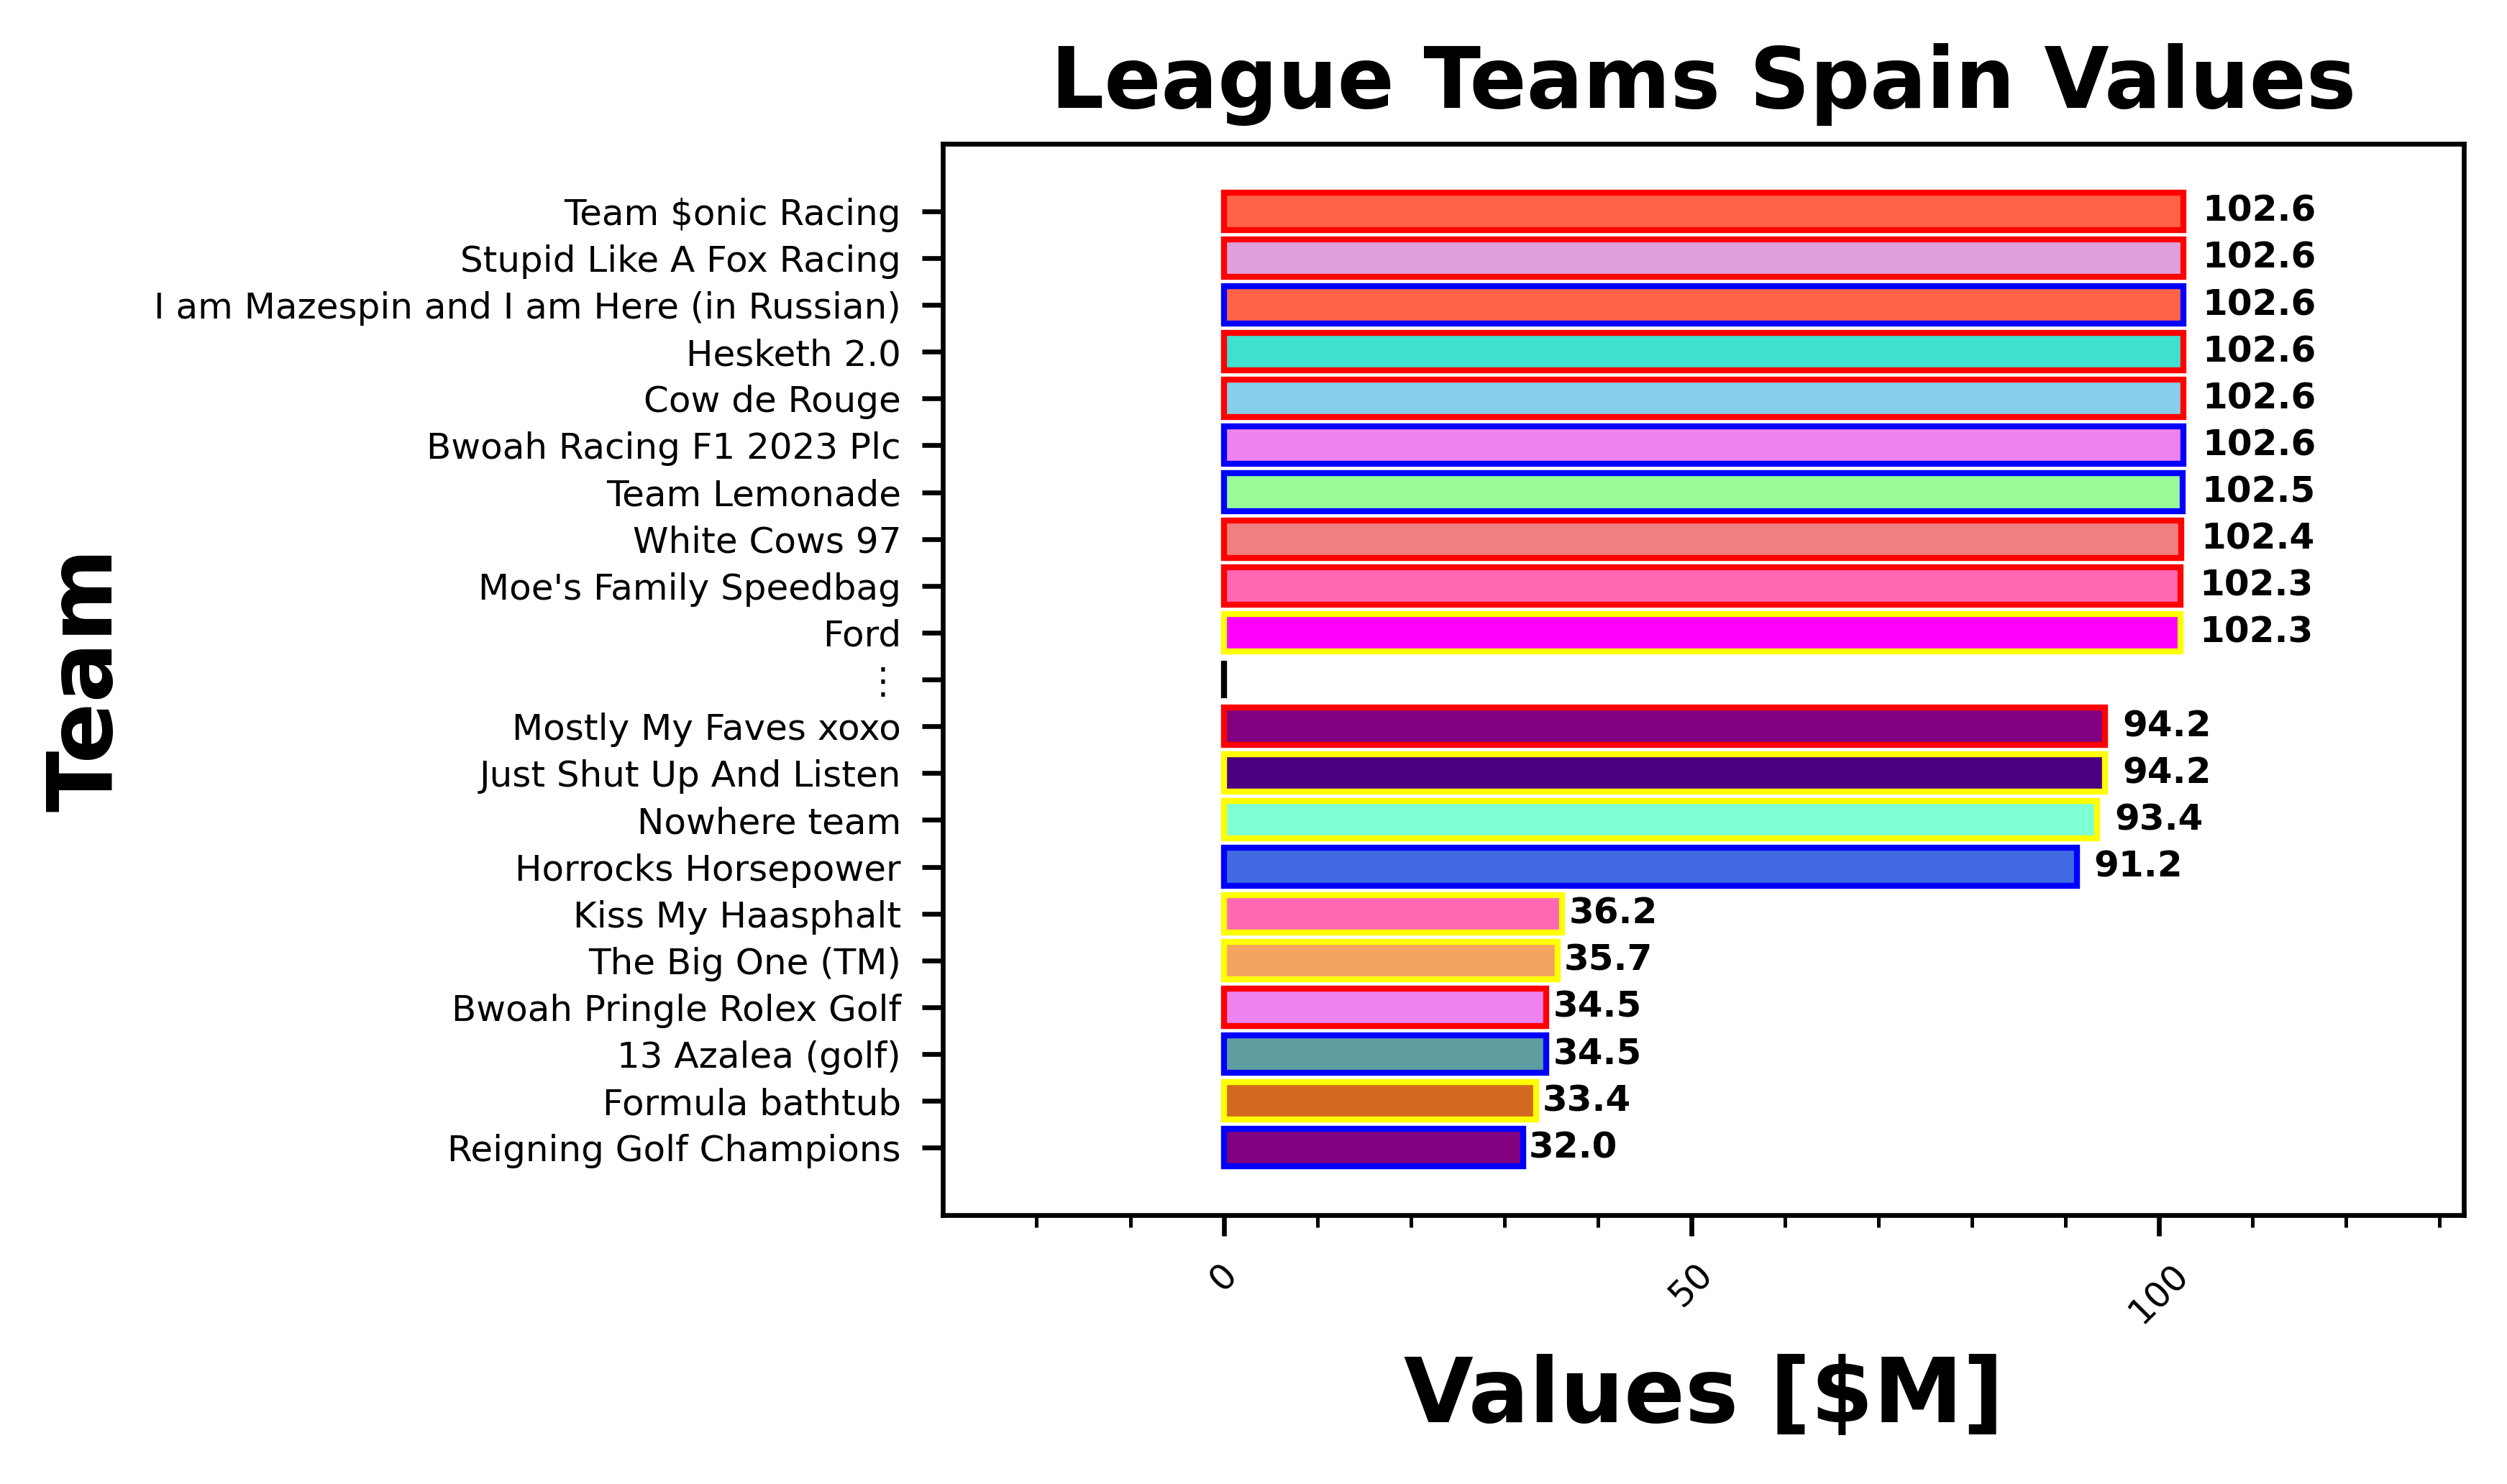 League Teams Spain Values
Team
Team $onic Racing 102.6
Stupid Like A Fox Racing 102.6
I am Mazespin and I am Here (in Russian) 102.6
Hesketh 2.0 102.6
Cow de Rouge 102.6
Bwoah Racing F1 2023 Plc 102.6
Team Lemonade 102.5
White Cows 97 102.4
Moe's Family Speedbag 102.3
Ford 102.3
⋮
Mostly My Faves xoxo 94.2
Just Shut Up And Listen 94.2
Nowhere team 93.4
Horrocks Horsepower 91.2
Kiss My Haasphalt 36.2
The Big One (TM) 35.7
Bwoah Pringle Rolex Golf 34.5
13 Azalea (golf) 34.5
Formula bathtub 33.4
Reigning Golf Champions 32.0
0 50 100
Values [$M]